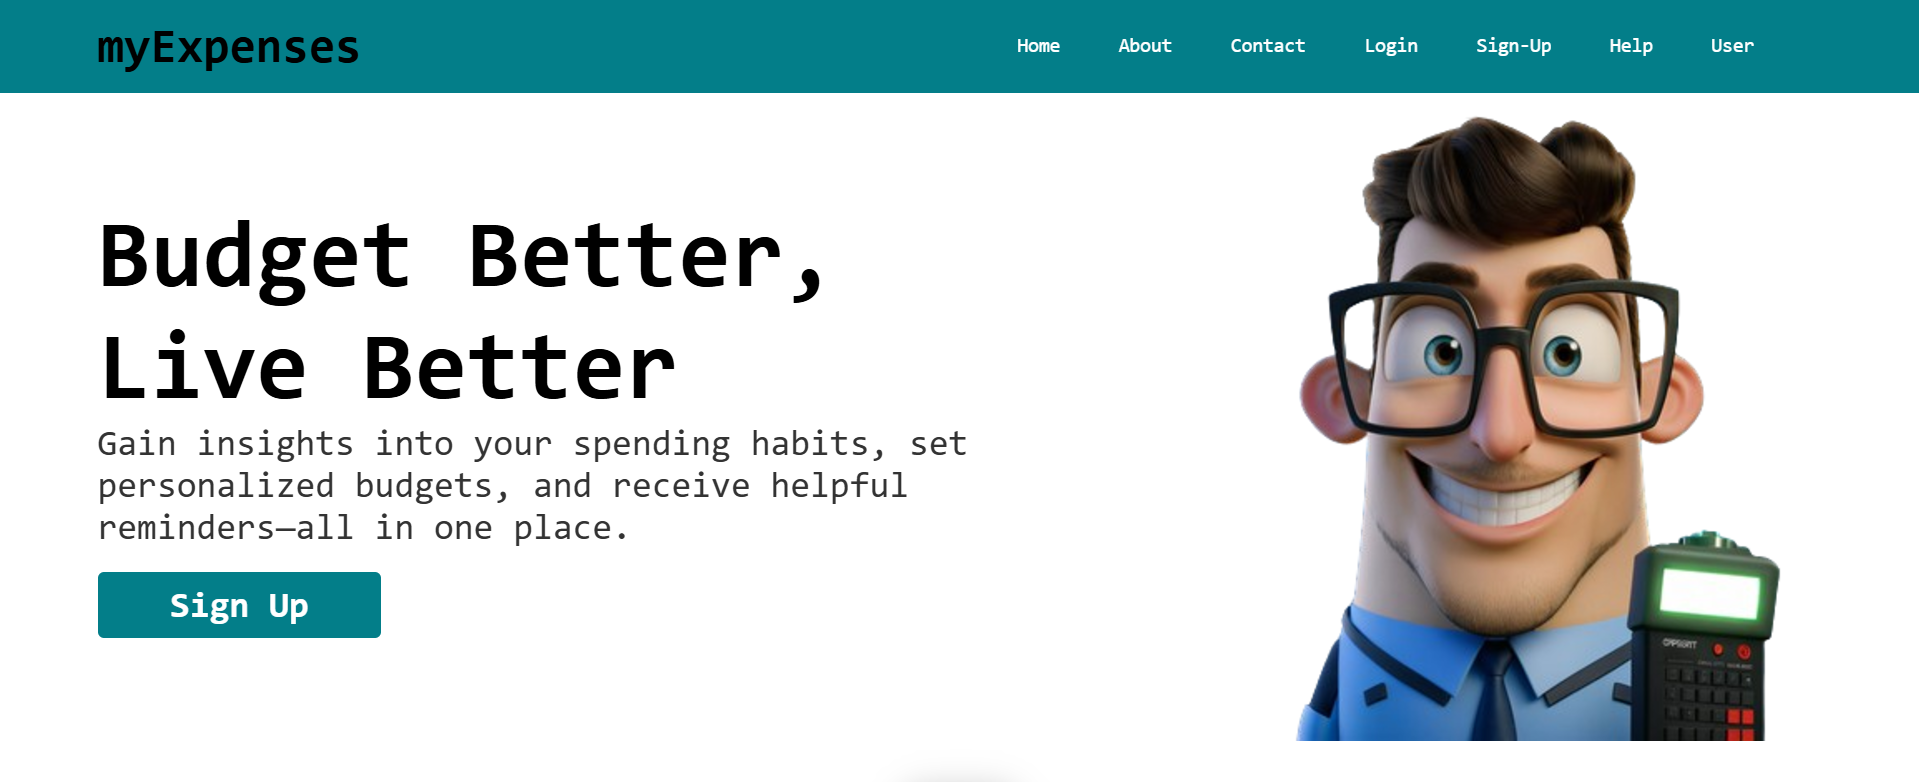 myExpenses
Home About Contact Login Sign-Up Help User
Budget Better,
Live Better
Gain insights into your spending habits, set
personalized budgets, and receive helpful
reminders—all in one place.
Sign Up